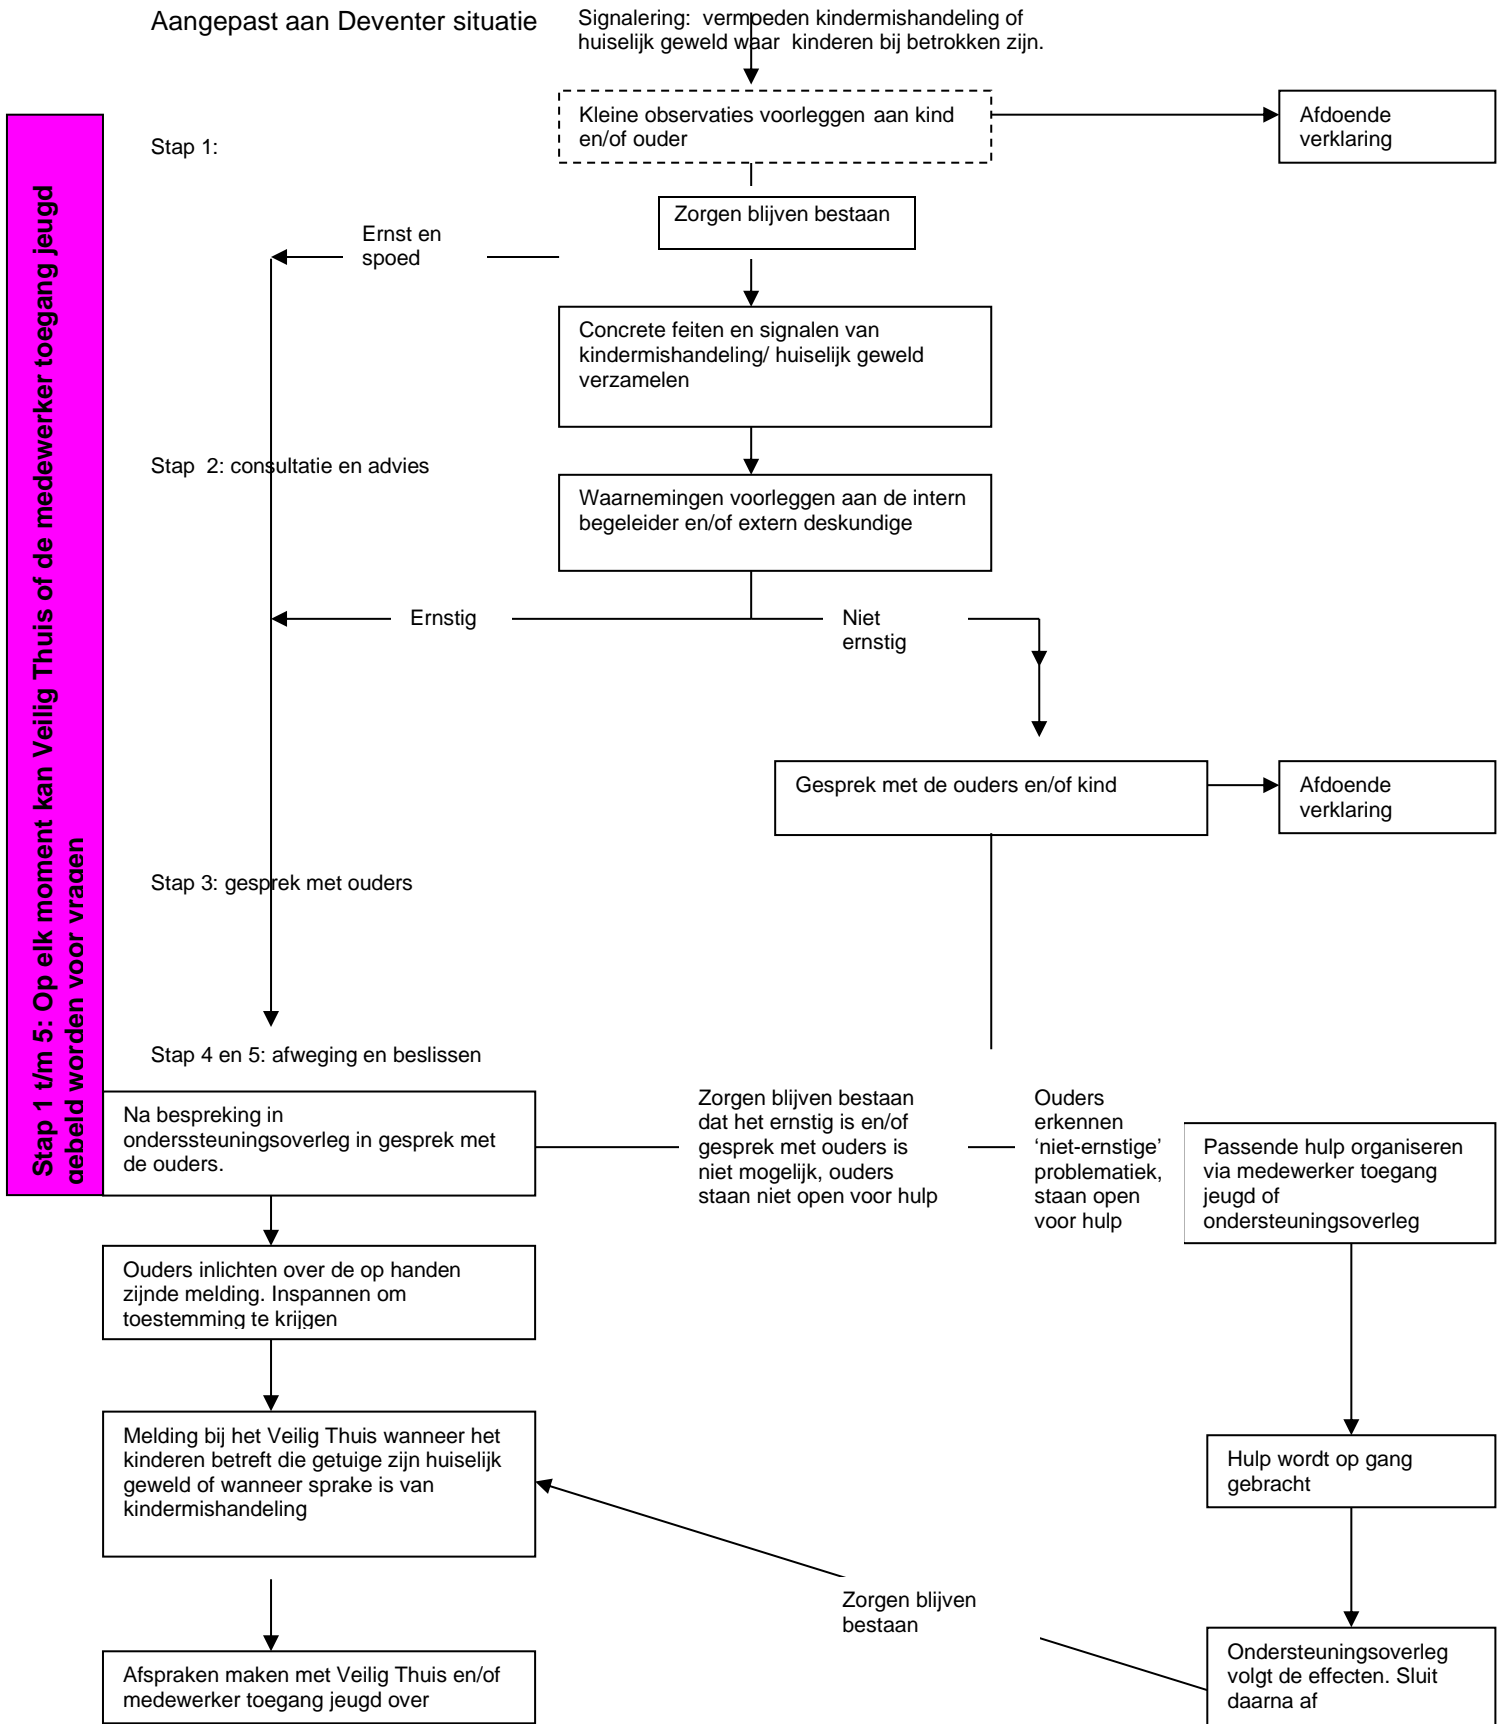 Aangepast aan Deventer situatie
Signalering: vermoeden kindermishandeling of
huiselijk geweld waar kinderen bij betrokken zijn.
Kleine observaties voorleggen aan kind
en/of ouder
Afdoende
verklaring
Stap 1:
Zorgen blijven bestaan
Ernst en
spoed
Concrete feiten en signalen van
kindermishandeling/ huiselijk geweld
verzamelen
Stap 2: consultatie en advies
Waarnemingen voorleggen aan de intern
begeleider en/of extern deskundige
Ernstig
Niet
ernstig
Gesprek met de ouders en/of kind
Afdoende
verklaring
Stap 3: gesprek met ouders
Stap 4 en 5: afweging en beslissen
Na bespreking in
onderssteuningsoverleg in gesprek met
de ouders.
Zorgen blijven bestaan
dat het ernstig is en/of
gesprek met ouders is
niet mogelijk, ouders
staan niet open voor hulp
Ouders
erkennen
‘niet-ernstige’
problematiek,
staan open
voor hulp
Passende hulp organiseren
via medewerker toegang
jeugd of
ondersteuningsoverleg
Ouders inlichten over de op handen
zijnde melding. Inspannen om
toestemming te krijgen
Melding bij het Veilig Thuis wanneer het
kinderen betreft die getuige zijn huiselijk
geweld of wanneer sprake is van
kindermishandeling
Hulp wordt op gang
gebracht
Zorgen blijven
bestaan
Afspraken maken met Veilig Thuis en/of
medewerker toegang jeugd over
Ondersteuningsoverleg
volgt de effecten. Sluit
daarna af
Stap 1 t/m 5: Op elk moment kan Veilig Thuis of de medewerker toegang jeugd
gebeld worden voor vragen